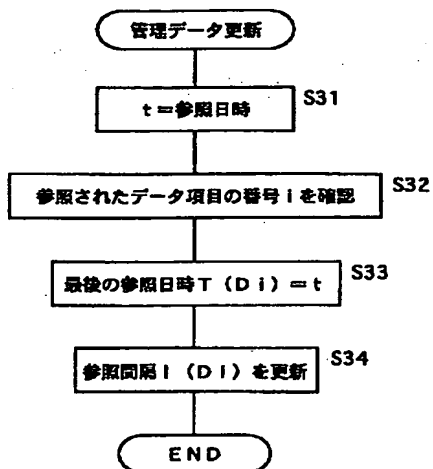 管理データ更新
t=参照日時
S31
参照されたデータ項目の番号iを確認
S32
最後の参照日時T(Di)=t
S33
参照間隔I(Di)を更新
S34
END